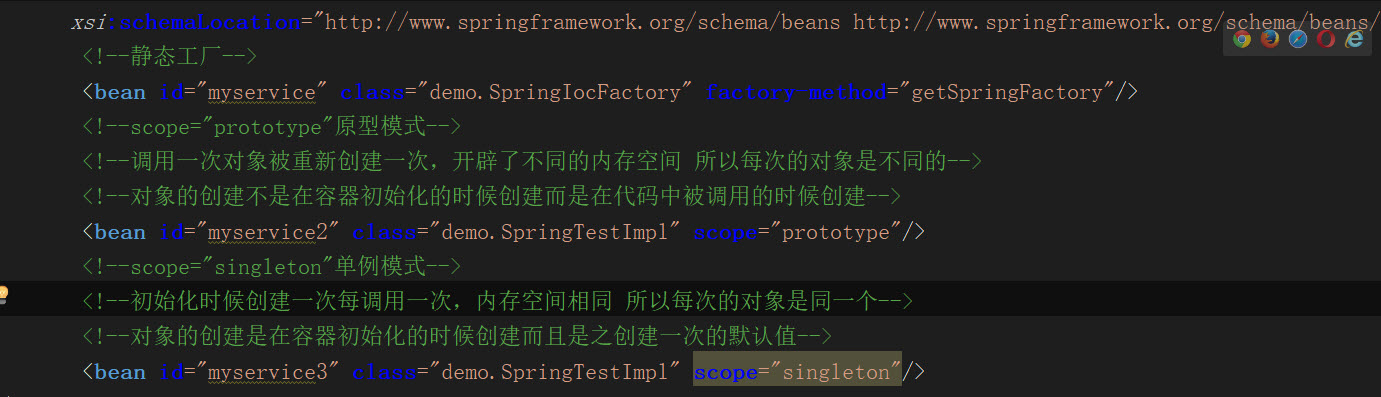 xsi:schemaLocation="http://www.springframework.org/schema/beans http://www.springframework.org/schema/beans/
<!--静态工厂-->
<bean id="myservice" class="demo.SpringIocFactory" factory-method="getSpringFactory"/>
<!--scope="prototype"原型模式-->
<!--调用一次对象被重新创建一次，开辟了不同的内存空间 所以每次的对象是不同的-->
<!--对象的创建不是在容器初始化的时候创建而是在代码中被调用的时候创建-->
<bean id="myservice2" class="demo.SpringTestImpl" scope="prototype"/>
<!--scope="singleton"单例模式-->
<!--初始化时候创建一次每调用一次，内存空间相同 所以每次的对象是同一个-->
<!--对象的创建是在容器初始化的时候创建而且是之创建一次的默认值-->
<bean id="myservice3" class="demo.SpringTestImpl" scope="singleton"/>